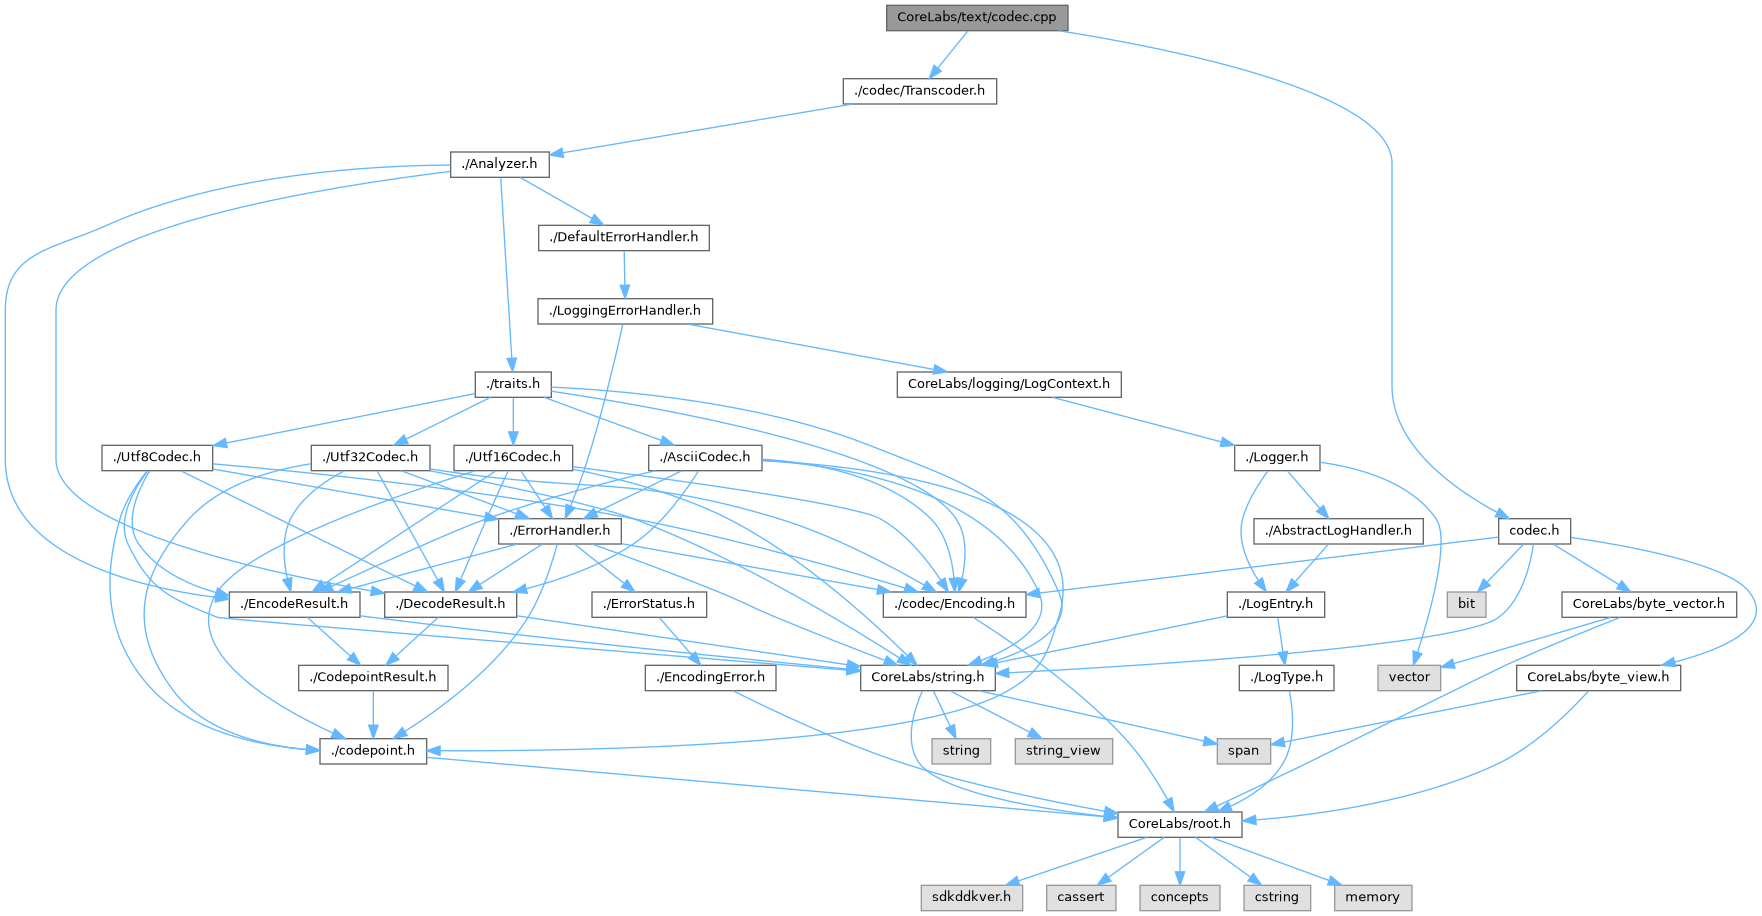 CoreLabs/text/codec.cpp
./codec/Transcoder.h
./Analyzer.h
./DefaultErrorHandler.h
./LoggingErrorHandler.h
./traits.h
CoreLabs/logging/LogContext.h
./Utf8Codec.h
./Utf32Codec.h
./Utf16Codec.h
./AsciiCodec.h
./Logger.h
./ErrorHandler.h
./AbstractLogHandler.h
codec.h
./EncodeResult.h
./DecodeResult.h
./ErrorStatus.h
./codec/Encoding.h
./LogEntry.h
bit
CoreLabs/byte_vector.h
./CodepointResult.h
./EncodingError.h
CoreLabs/string.h
./LogType.h
vector
CoreLabs/byte_view.h
./codepoint.h
string
string_view
span
CoreLabs/root.h
sdkddkver.h
cassert
concepts
cstring
memory